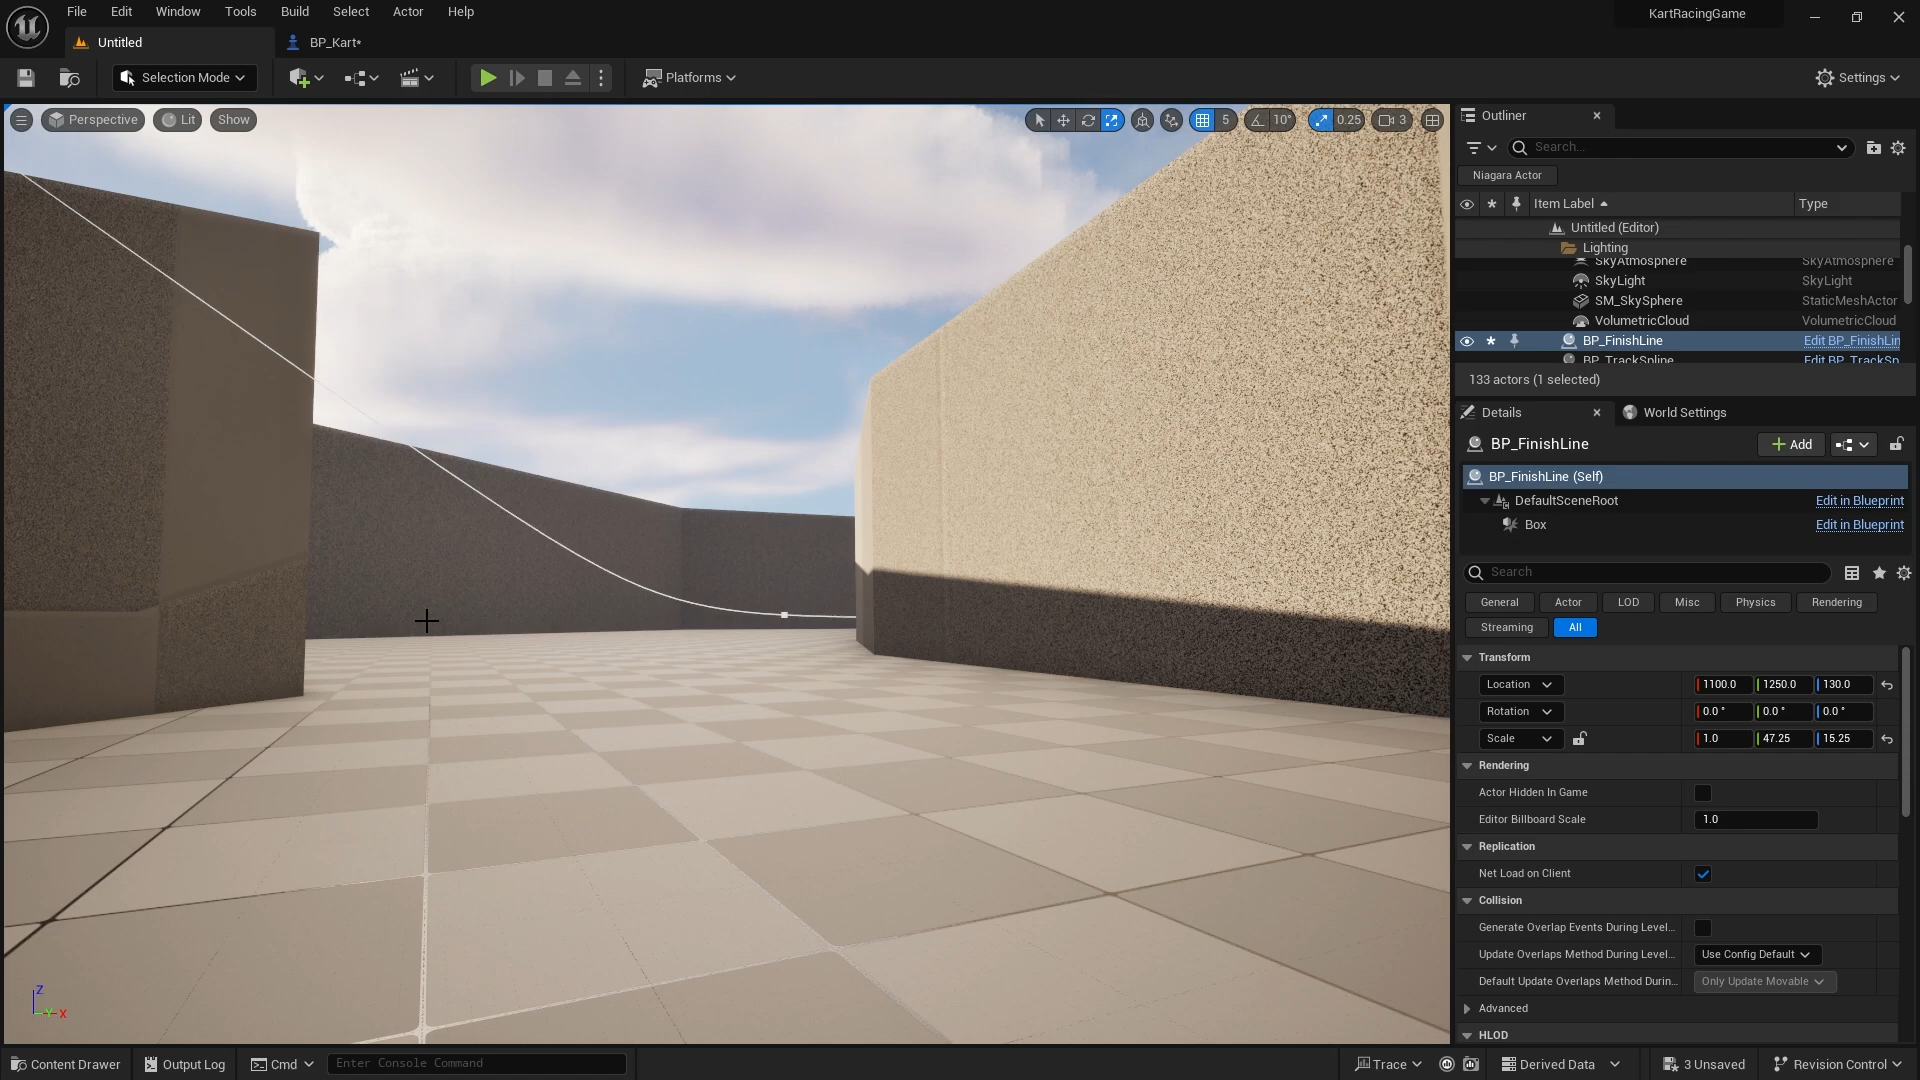 File Edit Window Tools Build Select Actor Help
KartRacingGame
Untitled
BP_Kart*
Selection Mode
Platforms
Settings
Perspective
Lit
Show
5
10°
0.25
3
Outliner
Search...
Niagara Actor
Item Label
Type
Untitled (Editor)
Lighting
SkyAtmosphere SkyAtmosphere
SkyLight SkyLight
SM_SkySphere StaticMeshActor
VolumetricCloud VolumetricCloud
BP_FinishLine Edit BP_FinishLin
BP_TrackSpline Edit BP_TrackSp
133 actors (1 selected)
Details
World Settings
BP_FinishLine
Add
BP_FinishLine (Self)
DefaultSceneRoot Edit in Blueprint
Box Edit in Blueprint
Search
General Actor LOD Misc Physics Rendering
Streaming All
Transform
Location 1100.0 1250.0 130.0
Rotation 0.0 ° 0.0 ° 0.0 °
Scale 1.0 47.25 15.25
Rendering
Actor Hidden In Game
Editor Billboard Scale 1.0
Replication
Net Load on Client
Collision
Generate Overlap Events During Level...
Update Overlaps Method During Level... Use Config Default
Default Update Overlaps Method Durin... Only Update Movable
Advanced
HLOD
Z
Y
X
Content Drawer
Output Log
Cmd
Enter Console Command
Trace
Derived Data
3 Unsaved
Revision Control